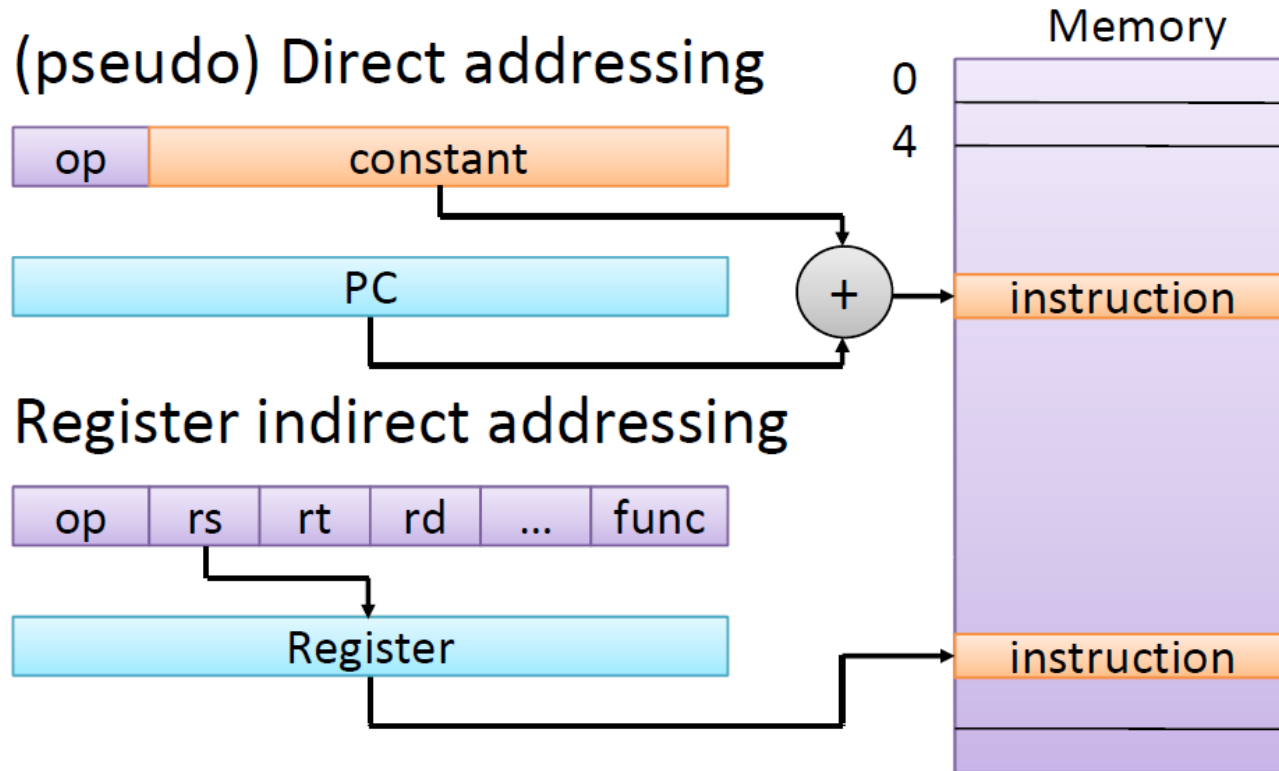 Memory
(pseudo) Direct addressing
0
op constant
4
PC
+
instruction
Register indirect addressing
op rs rt rd ... func
Register
instruction